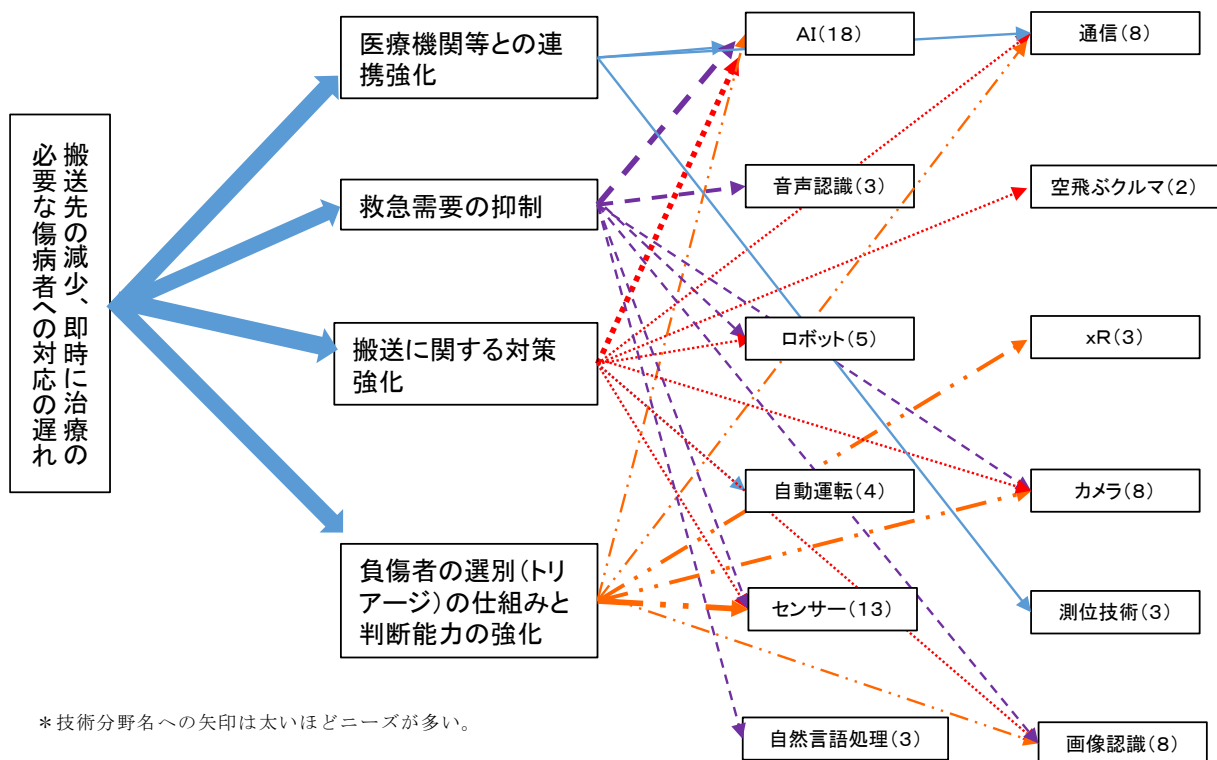 搬送先の減少、即時に治療の
必要な傷病者への対応の遅れ
医療機関等との連
携強化
救急需要の抑制
搬送に関する対策
強化
負傷者の選別（トリ
アージ）の仕組みと
判断能力の強化
AI（18）
音声認識（3）
ロボット（5）
自動運転（4）
センサー（13）
自然言語処理（3）
通信（8）
空飛ぶクルマ（2）
xR（3）
カメラ（8）
測位技術（3）
画像認識（8）
＊技術分野名への矢印は太いほどニーズが多い。